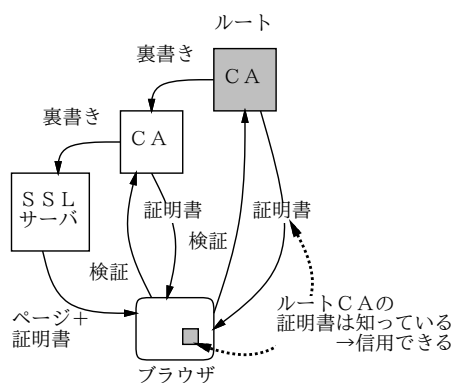 ルート
裏書き
ＣＡ
裏書き
ＣＡ
ＳＳＬ
サーバ
証明書
証明書
検証
検証
ルートＣＡの
証明書は知っている
→信用できる
ページ＋
証明書
ブラウザ